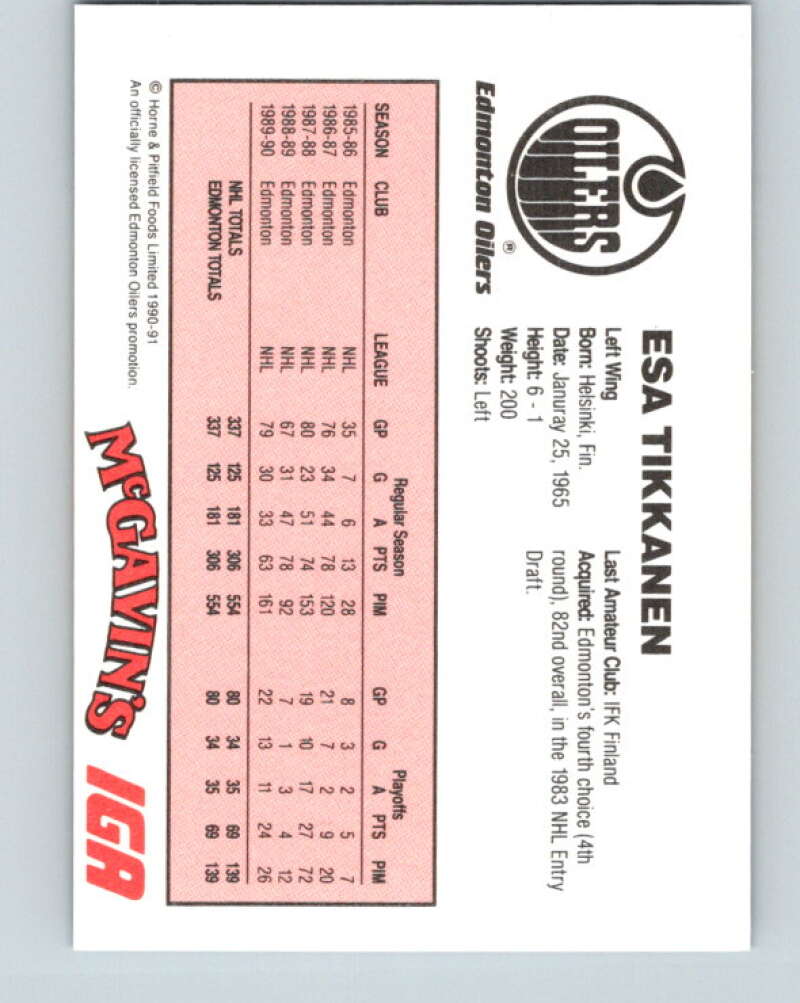 OILERS
®
Edmonton Oilers
ESA TIKKANEN
Left Wing
Born: Helsinki, Fin.
Date: Januray 25, 1965
Height: 6 - 1
Weight: 200
Shoots: Left
Last Amateur Club: IFK Finland
Acquired: Edmonton's fourth choice (4th
round), 82nd overall, in the 1983 NHL Entry
Draft.
Regular Season Playoffs
SEASON CLUB LEAGUE GP G A PTS PIM GP G A PTS PIM
1985-86 Edmonton NHL 35 7 6 13 28 8 3 2 5 7
1986-87 Edmonton NHL 76 34 44 78 120 21 7 2 9 20
1987-88 Edmonton NHL 80 23 51 74 153 19 10 17 27 72
1988-89 Edmonton NHL 67 31 47 78 92 7 1 3 4 12
1989-90 Edmonton NHL 79 30 33 63 161 22 13 11 24 26
NHL TOTALS 337 125 181 306 554 80 34 35 69 139
EDMONTON TOTALS 337 125 181 306 554 80 34 35 69 139
© Horne & Pitfield Foods Limited 1990-91
An officially licensed Edmonton Oilers promotion.
McGAVIN'S
IGA